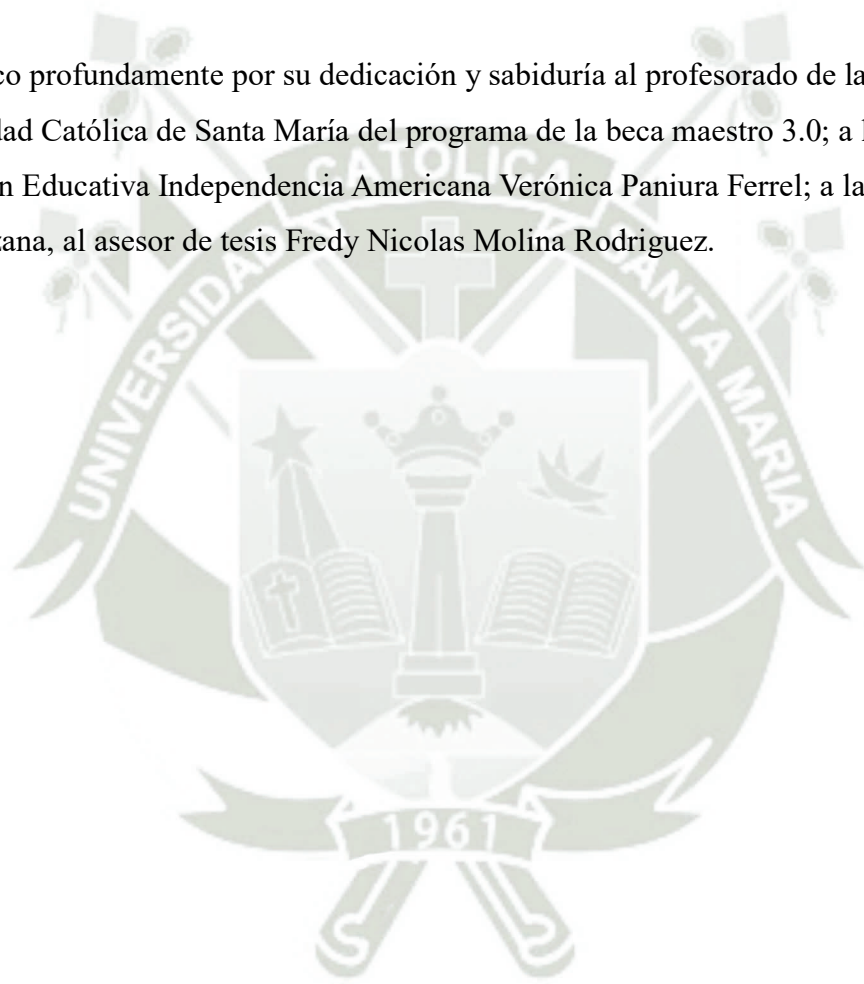 co profundamente por su dedicación y sabiduría al profesorado de la
dad Católica de Santa María del programa de la beca maestro 3.0; a l
n Educativa Independencia Americana Verónica Paniura Ferrel; a la
zana, al asesor de tesis Fredy Nicolas Molina Rodriguez.
UNIVERSIDAD CATOLICA SANTA MARIA
1961